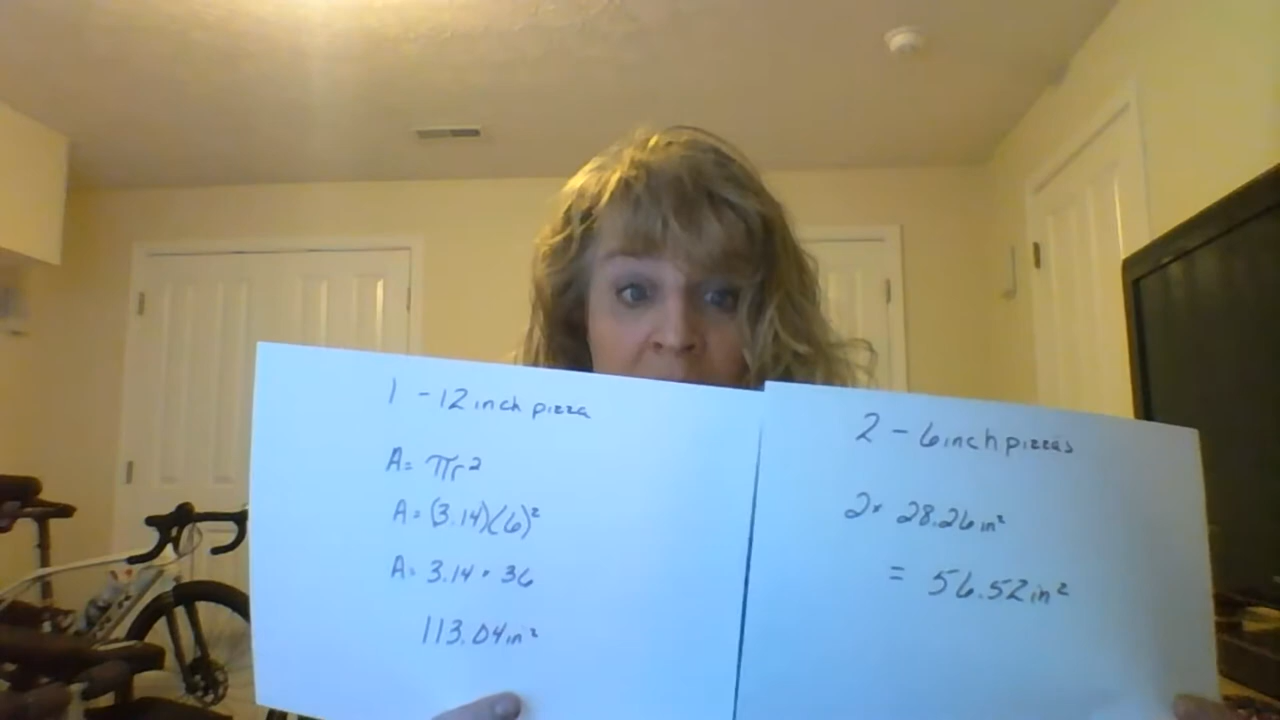 1 - 12 inch pizza
A = πr²
A = (3.14)(6)²
A = 3.14 • 36
113.04 in²
2 - 6 inch pizzas
2 • 28.26 in²
= 56.52 in²